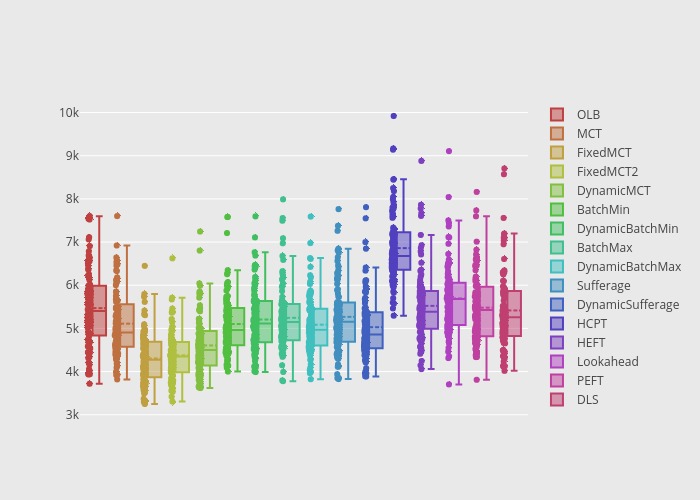 10k
9k
8k
7k
6k
5k
4k
3k
OLB
MCT
FixedMCT
FixedMCT2
DynamicMCT
BatchMin
DynamicBatchMin
BatchMax
DynamicBatchMax
Sufferage
DynamicSufferage
HCPT
HEFT
Lookahead
PEFT
DLS